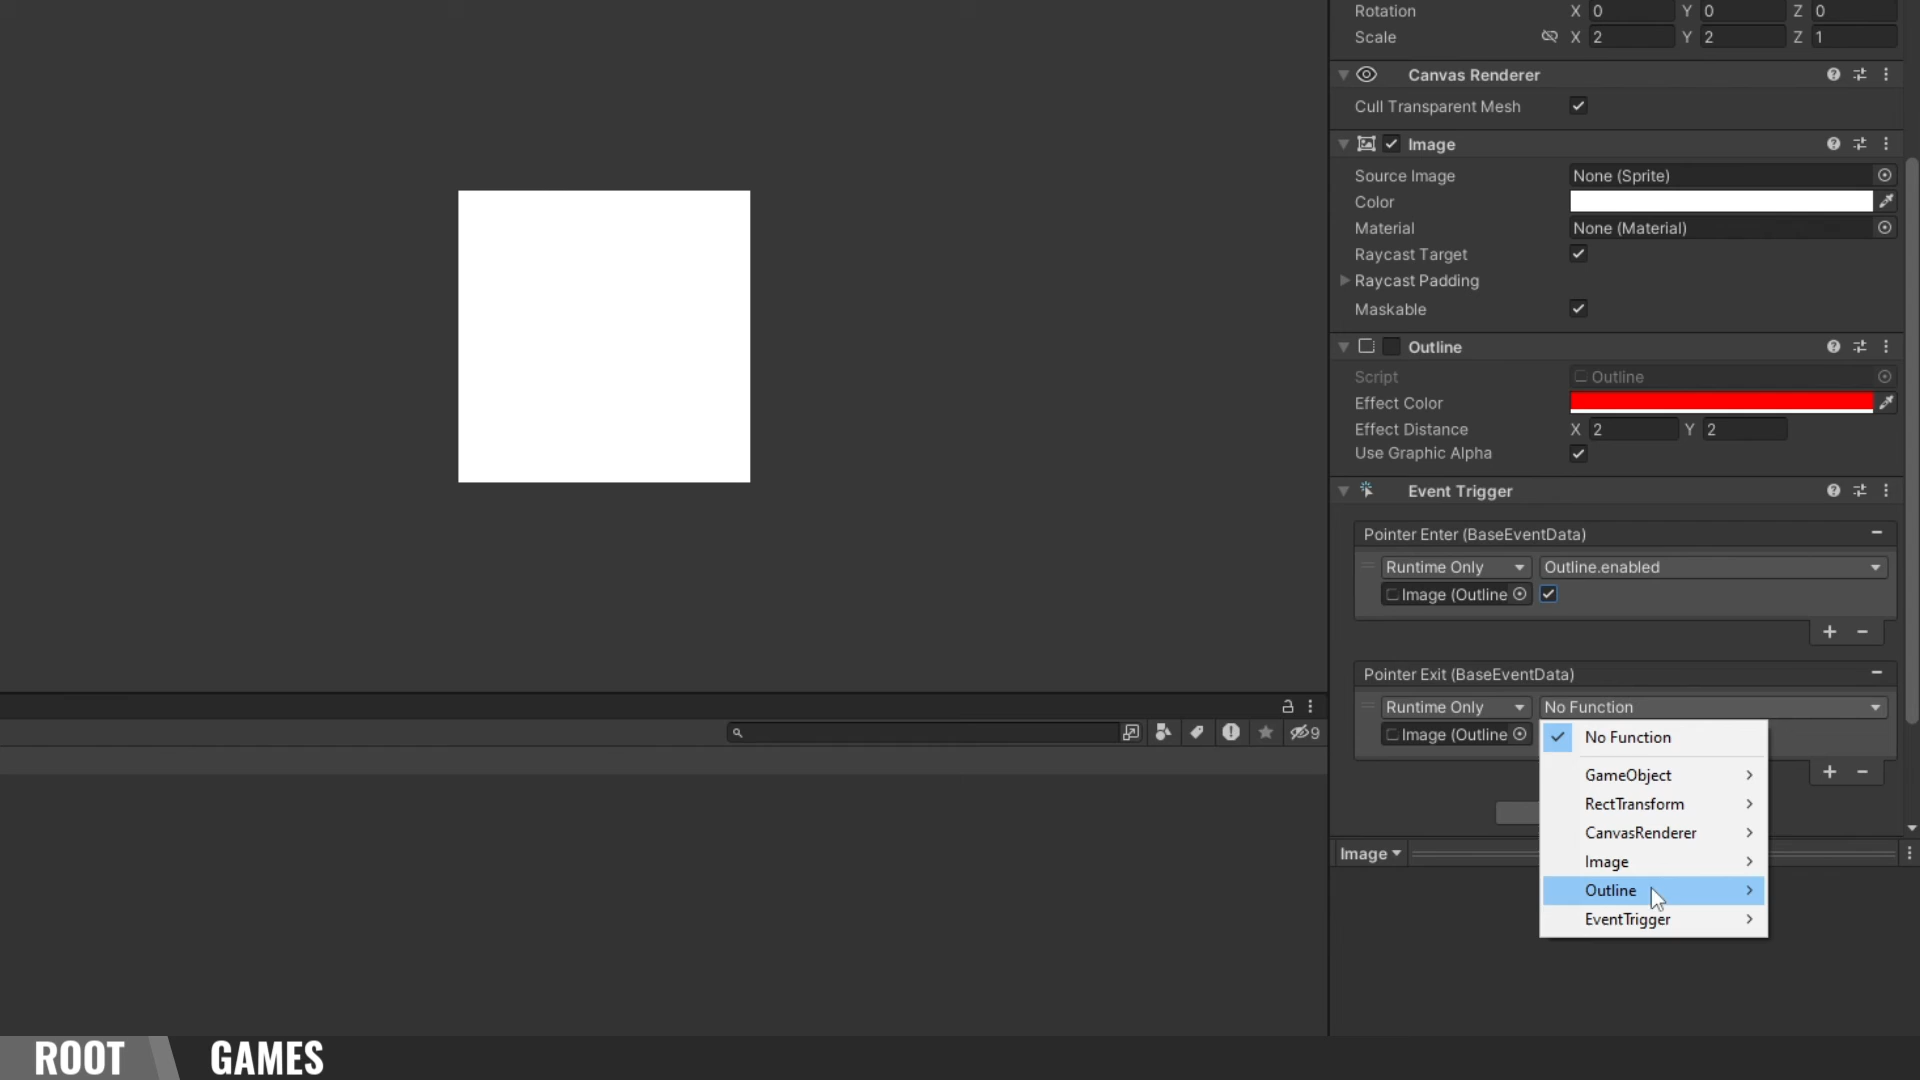 Rotation X 0 Y 0 Z 0
Scale X 2 Y 2 Z 1
Canvas Renderer
Cull Transparent Mesh
Image
Source Image None (Sprite)
Color
Material None (Material)
Raycast Target
Raycast Padding
Maskable
Outline
Script Outline
Effect Color
Effect Distance X 2 Y 2
Use Graphic Alpha
Event Trigger
Pointer Enter (BaseEventData)
Runtime Only Outline.enabled
Image (Outline
Pointer Exit (BaseEventData)
Runtime Only No Function
Image (Outline
9
No Function
GameObject
RectTransform
CanvasRenderer
Image
Outline
EventTrigger
Image
ROOT GAMES